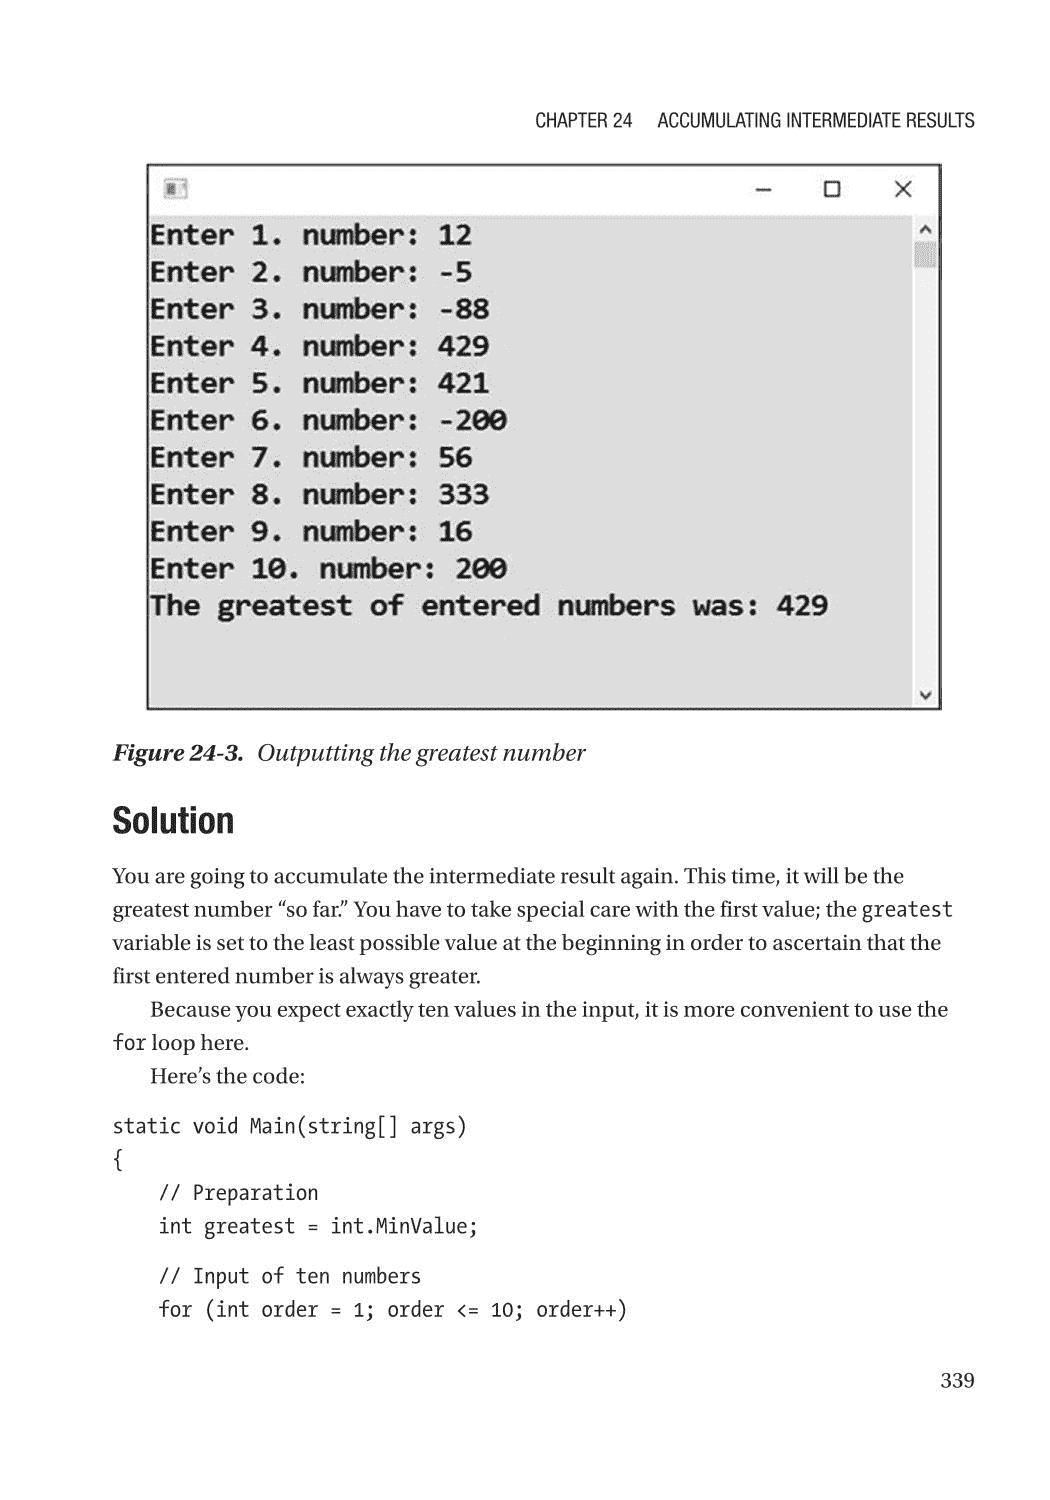 CHAPTER 24 ACCUMULATING INTERMEDIATE RESULTS
Enter 1. number: 12
Enter 2. number: -5
Enter 3. number: -88
Enter 4. number: 429
Enter 5. number: 421
Enter 6. number: -200
Enter 7. number: 56
Enter 8. number: 333
Enter 9. number: 16
Enter 10. number: 200
The greatest of entered numbers was: 429
Figure 24-3. Outputting the greatest number
Solution
You are going to accumulate the intermediate result again. This time, it will be the
greatest number “so far.” You have to take special care with the first value; the greatest
variable is set to the least possible value at the beginning in order to ascertain that the
first entered number is always greater.
Because you expect exactly ten values in the input, it is more convenient to use the
for loop here.
Here’s the code:
static void Main(string[] args)
{
// Preparation
int greatest = int.MinValue;
// Input of ten numbers
for (int order = 1; order <= 10; order++)
339